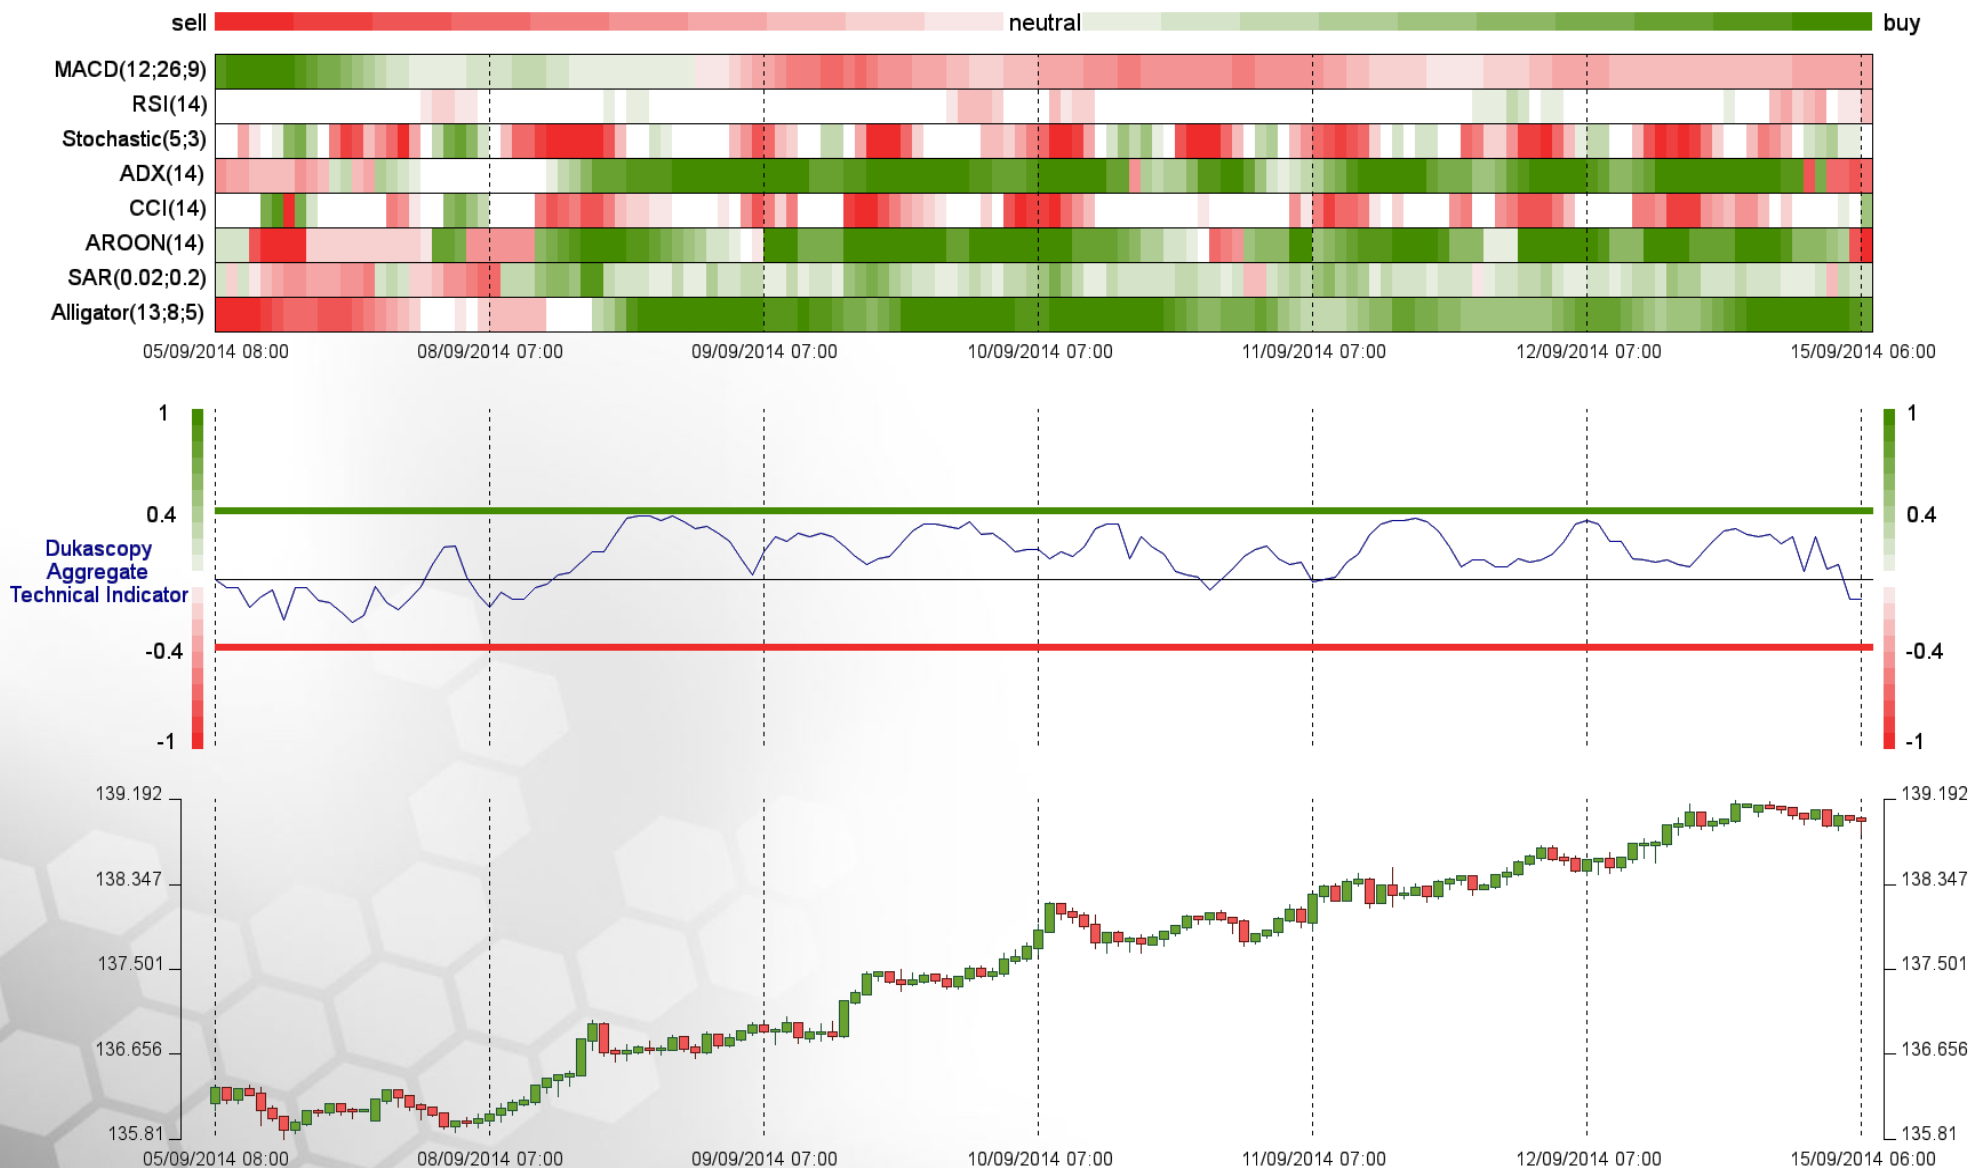 sell neutral buy
MACD(12;26;9)
RSI(14)
Stochastic(5;3)
ADX(14)
CCI(14)
AROON(14)
SAR(0.02;0.2)
Alligator(13;8;5)
05/09/2014 08:00 08/09/2014 07:00 09/09/2014 07:00 10/09/2014 07:00 11/09/2014 07:00 12/09/2014 07:00 15/09/2014 06:00
1 1
0.4 0.4
Dukascopy
Aggregate
Technical Indicator
-0.4 -0.4
-1 -1
139.192 139.192
138.347 138.347
137.501 137.501
136.656 136.656
135.81 135.81
05/09/2014 08:00 08/09/2014 07:00 09/09/2014 07:00 10/09/2014 07:00 11/09/2014 07:00 12/09/2014 07:00 15/09/2014 06:00